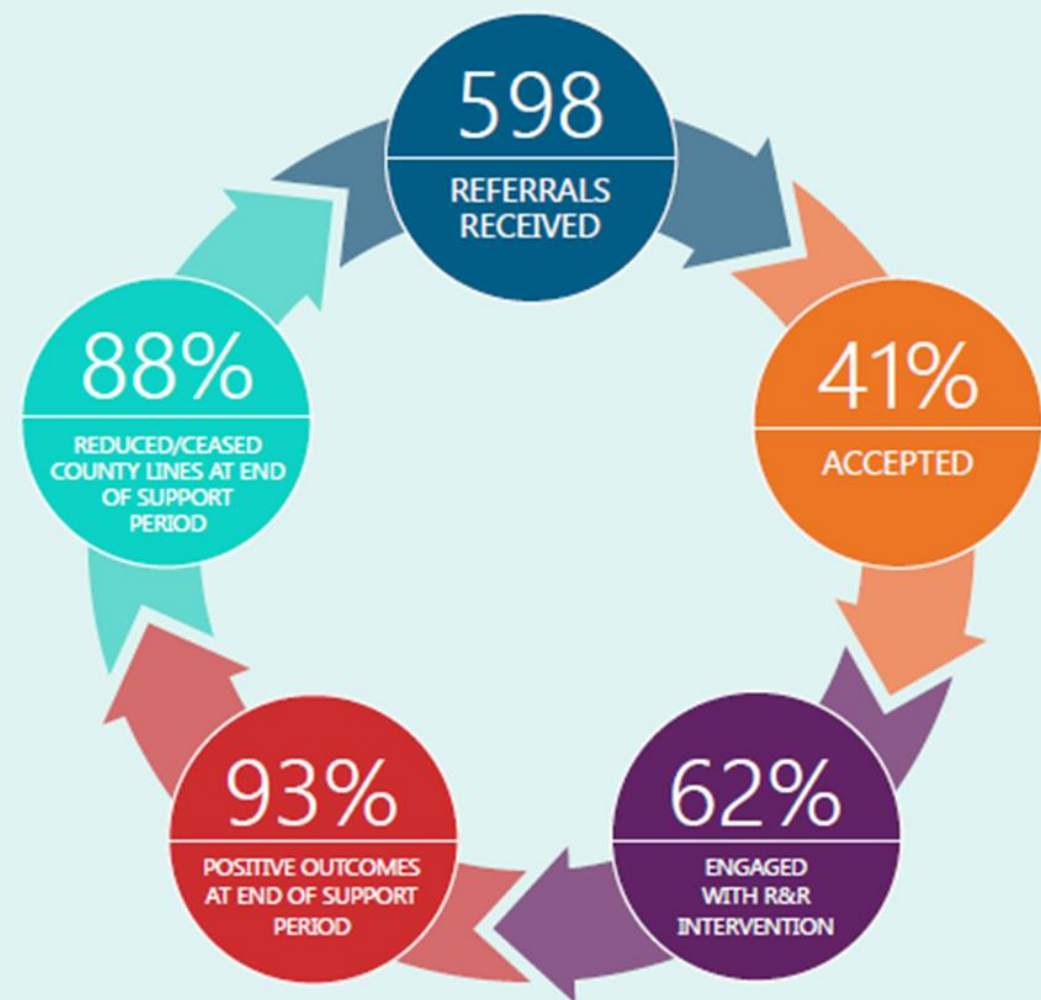 598
REFERRALS
RECEIVED
41%
ACCEPTED
62%
ENGAGED
WITH R&R
INTERVENTION
93%
POSITIVE OUTCOMES
AT END OF SUPPORT
PERIOD
88%
REDUCED/CEASED
COUNTY LINES AT END
OF SUPPORT
PERIOD